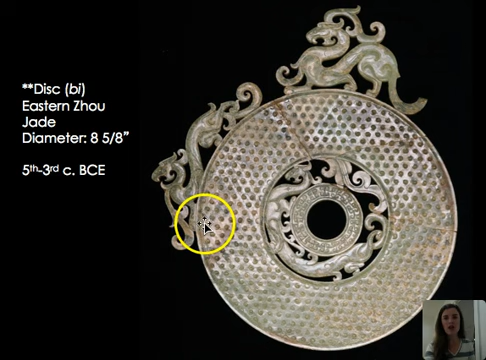 **Disc (bi)
Eastern Zhou
Jade
Diameter: 8 5/8”
5th-3rd c. BCE